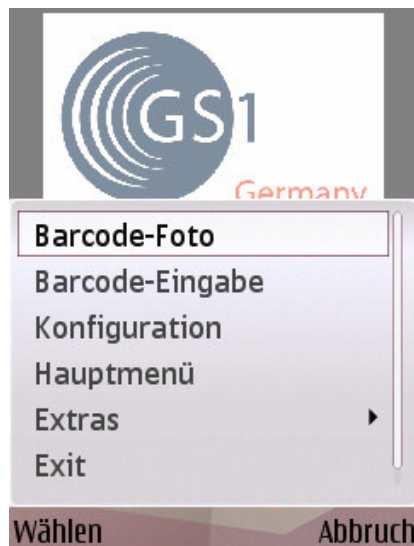 GS1
Germany
Barcode-Foto
Barcode-Eingabe
Konfiguration
Hauptmenü
Extras
Exit
Wählen Abbruch